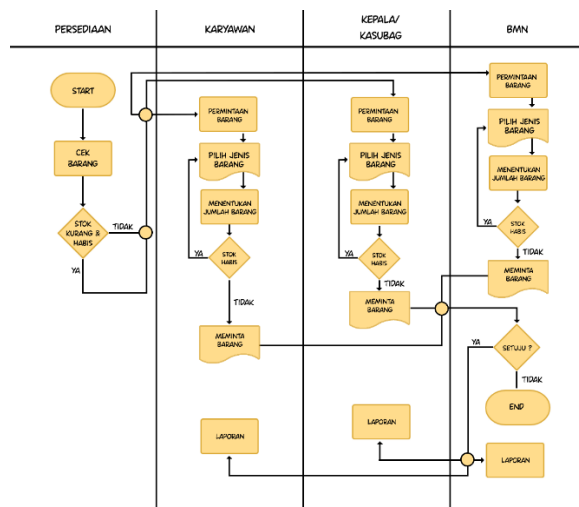 PERSEDIAAN
KARYAWAN
KEPALA/
KASUBAG
BMN
START
CEK
BARANG
STOK
KURANG &
HABIS
TIDAK
YA
PERMINTAAN
BARANG
PILIH JENIS
BARANG
MENENTUKAN
JUMLAH BARANG
STOK
HABIS
YA
TIDAK
MEMINTA
BARANG
LAPORAN
PERMINTAAN
BARANG
PILIH JENIS
BARANG
MENENTUKAN
JUMLAH BARANG
STOK
HABIS
YA
TIDAK
MEMINTA
BARANG
LAPORAN
PERMINTAAN
BARANG
PILIH JENIS
BARANG
MENENTUKAN
JUMLAH BARANG
STOK
HABIS
YA
TIDAK
MEMINTA
BARANG
SETUJU ?
YA
TIDAK
END
LAPORAN